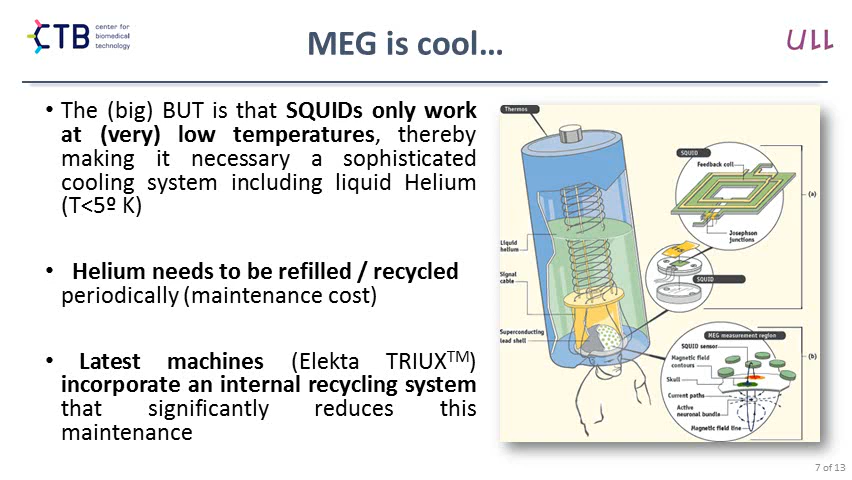 CTB
center for
biomedical
technology
MEG is cool…
ULL
• The (big) BUT is that SQUIDs only work
at (very) low temperatures, thereby
making it necessary a sophisticated
cooling system including liquid Helium
(T<5º K)
• Helium needs to be refilled / recycled
periodically (maintenance cost)
• Latest machines (Elekta TRIUX™)
incorporate an internal recycling system
that significantly reduces this
maintenance
Thermos
SQUID
Feedback coil
(a)
Josephson
junctions
Liquid
helium
Signal
cable
SQUID
Superconducting
lead shell
MEG measurement region
SQUID sensor
Magnetic field
contours
(b)
Skull
Current paths
Active
neuronal bundle
Magnetic field line
7 of 13